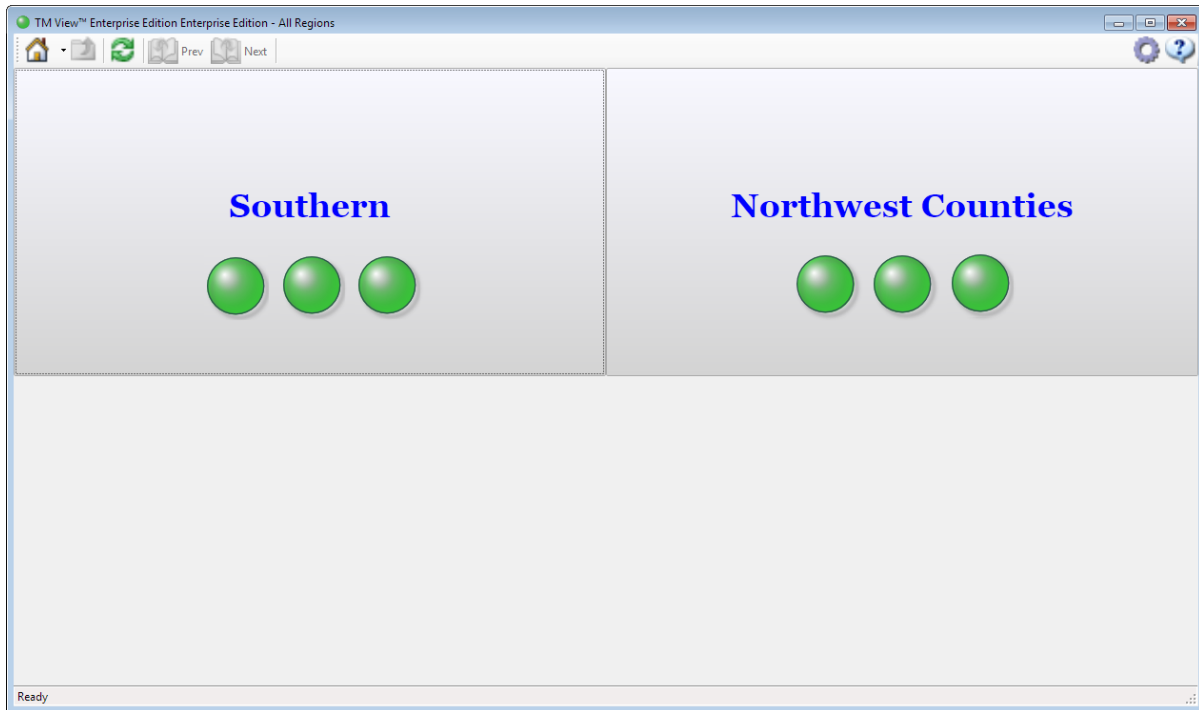 TM View™ Enterprise Edition Enterprise Edition - All Regions
Prev Next
Southern
Northwest Counties
Ready